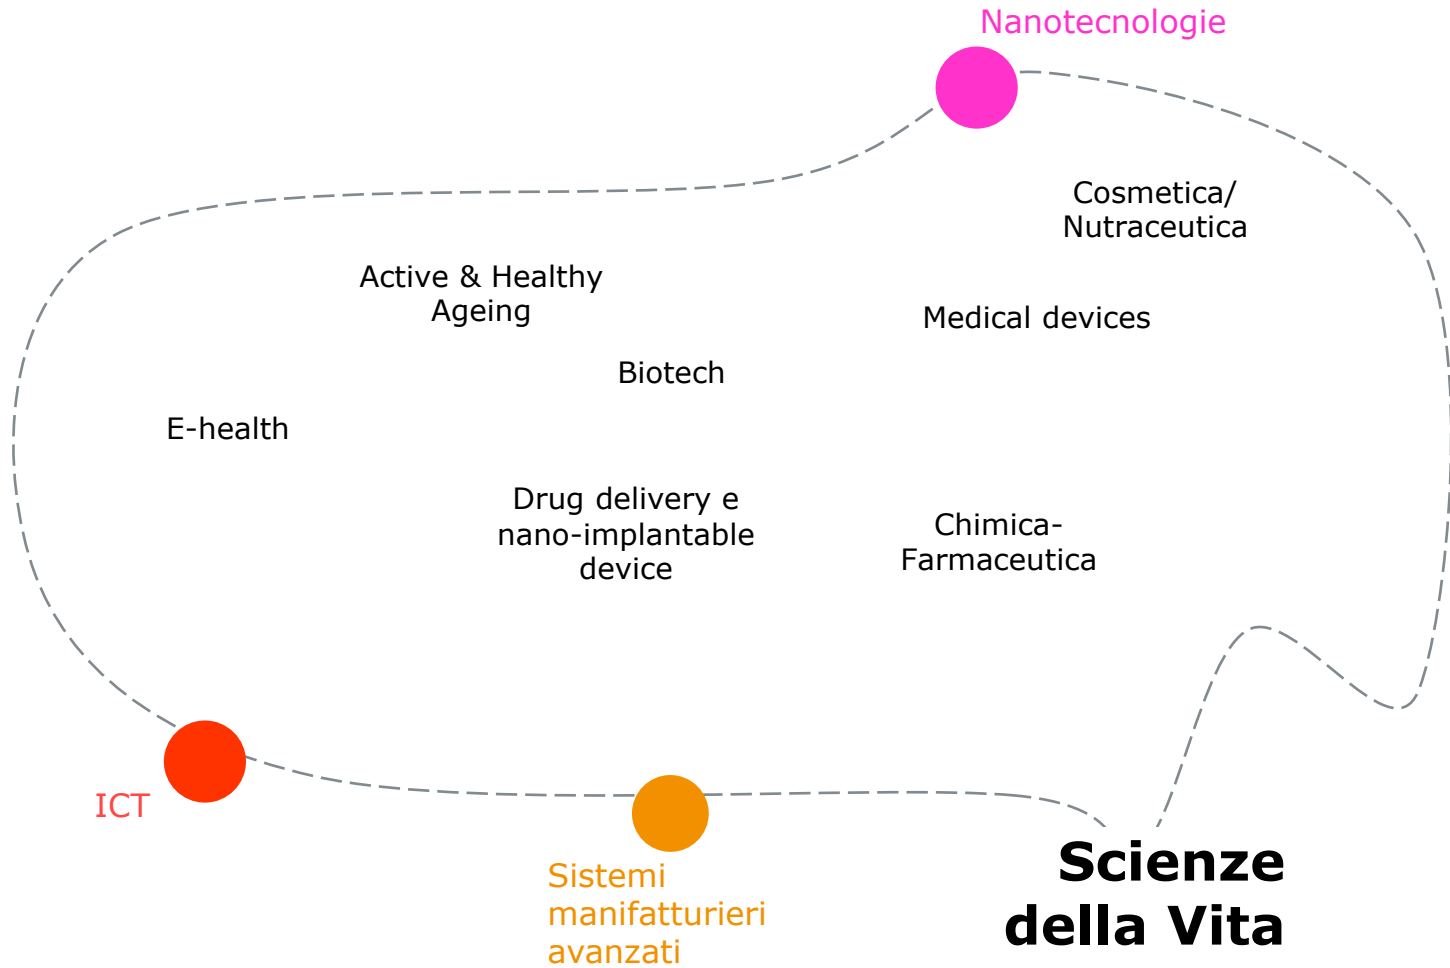 Nanotecnologie
Cosmetica/
Nutraceutica
Active & Healthy
Ageing
Medical devices
Biotech
E-health
Drug delivery e
nano-implantable
device
Chimica-
Farmaceutica
ICT
Sistemi
manifatturieri
avanzati
Scienze
della Vita